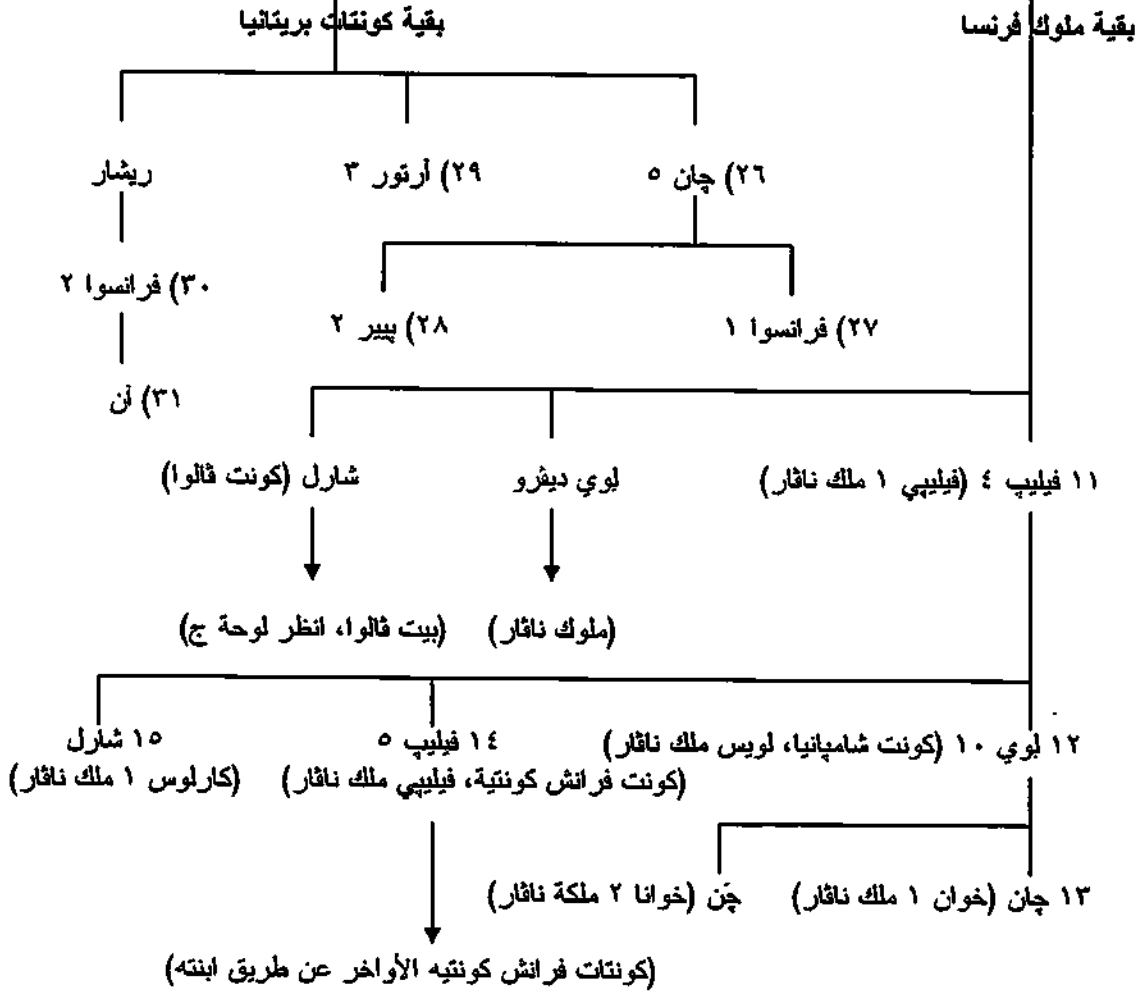 بقية ملوك فرنسا
بقية كونتات بريتانيا
٢٦) چان ٥
٢٩) أرتور ٣
ريشار
٢٧) فرانسوا ١
٢٨) پيير ٢
٣٠) فرانسوا ٢
٣١) آن
١١ فيليپ ٤ (فيليپي ١ ملك ناڤار)
لوي ديڤرو
شارل (كونت ڤالوا)
(ملوك ناڤار)
(بيت ڤالوا، انظر لوحة ج)
١٢ لوي ١٠ (كونت شامپانيا، لويس ملك ناڤار)
١٤ فيليپ ٥
(كونت فرانش كونتية، فيليپي ملك ناڤار)
١٥ شارل
(كارلوس ١ ملك ناڤار)
١٣ چان (خوان ١ ملك ناڤار)
چَن (خوانا ٢ ملكة ناڤار)
(كونتات فرانش كونتيه الأواخر عن طريق ابنته)